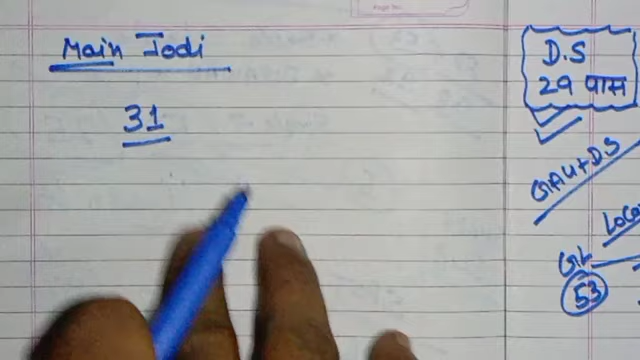 Main Jodi
31
D.S
29 पास
GALI+DS
GL
53